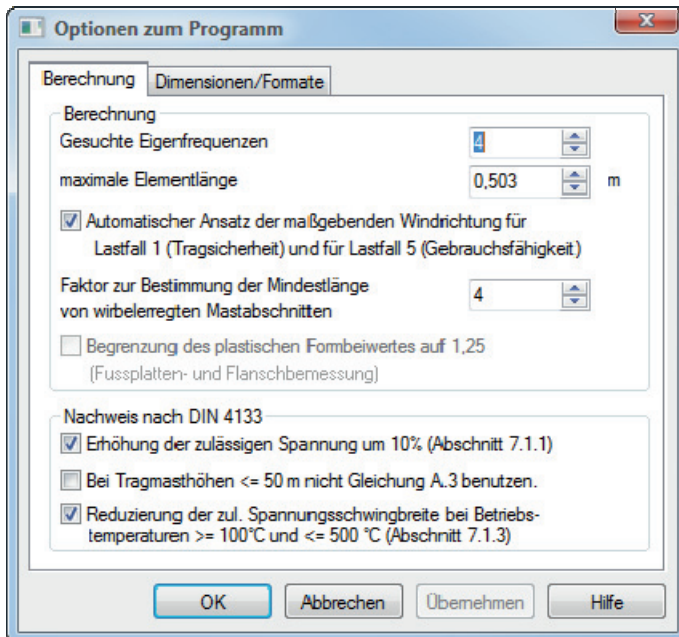 Optionen zum Programm
Berechnung
Dimensionen/Formate
Berechnung
Gesuchte Eigenfrequenzen
4
maximale Elementlänge
0,503
m
Automatischer Ansatz der maßgebenden Windrichtung für
Lastfall 1 (Tragsicherheit) und für Lastfall 5 (Gebrauchsfähigkeit)
Faktor zur Bestimmung der Mindestlänge
von wirbelerregten Mastabschnitten
4
Begrenzung des plastischen Formbeiwertes auf 1,25
(Fussplatten- und Flanschbemessung)
Nachweis nach DIN 4133
Erhöhung der zulässigen Spannung um 10% (Abschnitt 7.1.1)
Bei Tragmasthöhen <= 50 m nicht Gleichung A.3 benutzen.
Reduzierung der zul. Spannungsschwingbreite bei Betriebs-
temperaturen >= 100°C und <= 500 °C (Abschnitt 7.1.3)
OK
Abbrechen
Übernehmen
Hilfe